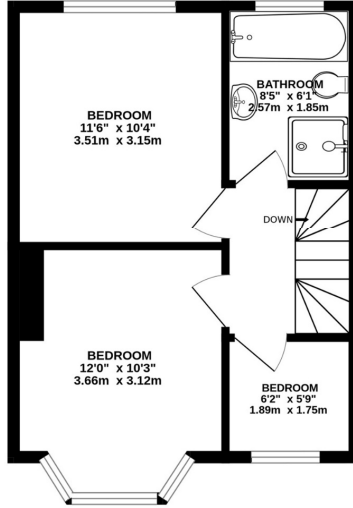 BATHROOM
8'5" x 6'1"
2.57m x 1.85m
BEDROOM
11'6" x 10'4"
3.51m x 3.15m
DOWN
BEDROOM
12'0" x 10'3"
3.66m x 3.12m
BEDROOM
6'2" x 5'9"
1.89m x 1.75m